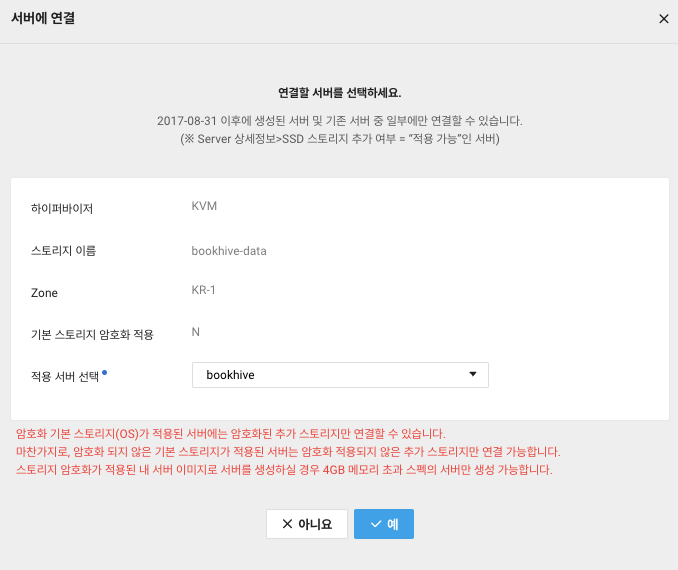 서버에 연결
연결할 서버를 선택하세요.
2017-08-31 이후에 생성된 서버 및 기존 서버 중 일부에만 연결할 수 있습니다.
(※ Server 상세정보>SSD 스토리지 추가 여부 = “적용 가능”인 서버)
하이퍼바이저 KVM
스토리지 이름 bookhive-data
Zone KR-1
기본 스토리지 암호화 적용 N
적용 서버 선택 bookhive
암호화 기본 스토리지(OS)가 적용된 서버에는 암호화된 추가 스토리지만 연결할 수 있습니다.
마찬가지로, 암호화 되지 않은 기본 스토리지가 적용된 서버는 암호화 적용되지 않은 추가 스토리지만 연결 가능합니다.
스토리지 암호화가 적용된 내 서버 이미지로 서버를 생성하실 경우 4GB 메모리 초과 스펙의 서버만 생성 가능합니다.
아니요 예